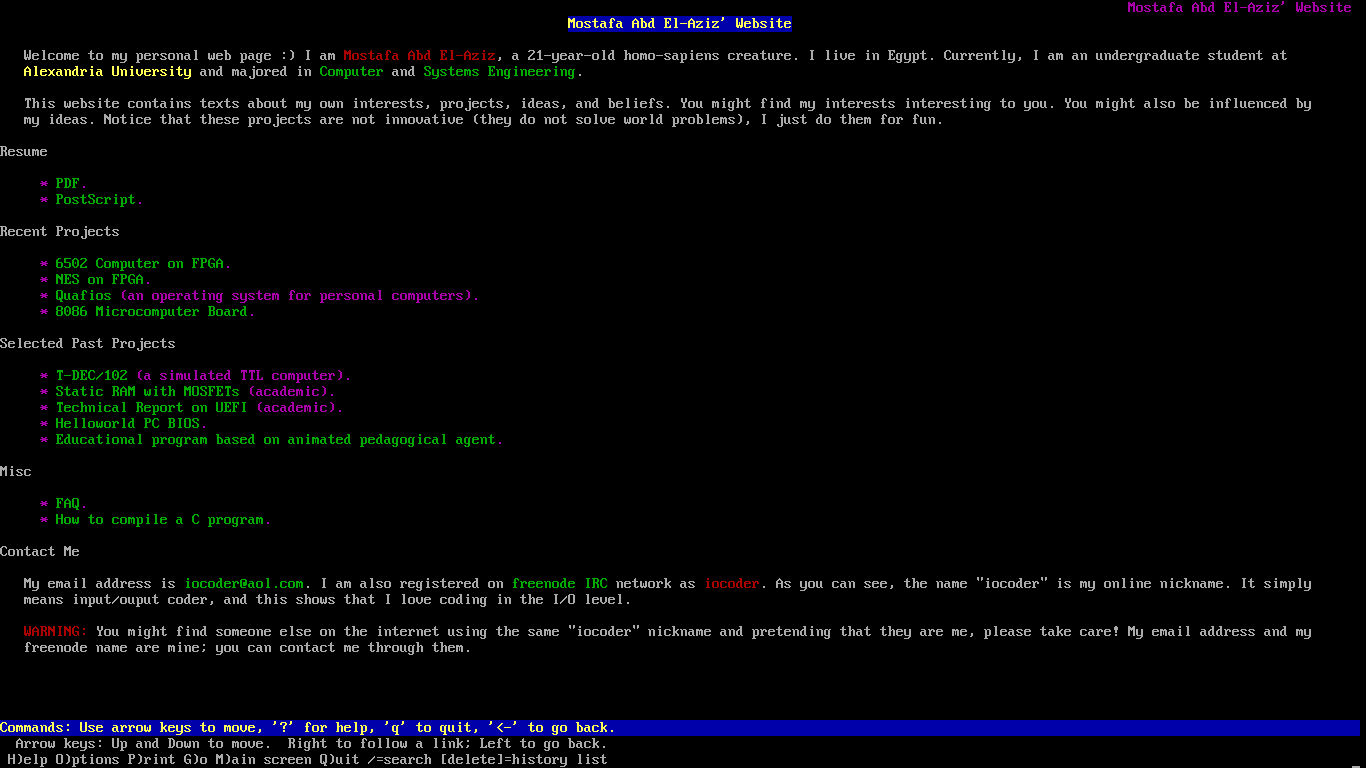 Mostafa Abd El-Aziz' Website
Mostafa Abd El-Aziz' Website
Welcome to my personal web page :) I am Mostafa Abd El-Aziz, a 21-year-old homo-sapiens creature. I live in Egypt. Currently, I am an undergraduate student at
Alexandria University and majored in Computer and Systems Engineering.
This website contains texts about my own interests, projects, ideas, and beliefs. You might find my interests interesting to you. You might also be influenced by
my ideas. Notice that these projects are not innovative (they do not solve world problems), I just do them for fun.
Resume
* PDF.
* PostScript.
Recent Projects
* 6502 Computer on FPGA.
* NES on FPGA.
* Quafios (an operating system for personal computers).
* 8086 Microcomputer Board.
Selected Past Projects
* T-DEC/102 (a simulated TTL computer).
* Static RAM with MOSFETs (academic).
* Technical Report on UEFI (academic).
* Helloworld PC BIOS.
* Educational program based on animated pedagogical agent.
Misc
* FAQ.
* How to compile a C program.
Contact Me
My email address is iocoder@aol.com. I am also registered on freenode IRC network as iocoder. As you can see, the name "iocoder" is my online nickname. It simply
means input/ouput coder, and this shows that I love coding in the I/O level.
WARNING: You might find someone else on the internet using the same "iocoder" nickname and pretending that they are me, please take care! My email address and my
freenode name are mine; you can contact me through them.
Commands: Use arrow keys to move, '?' for help, 'q' to quit, '<-' to go back.
Arrow keys: Up and Down to move.  Right to follow a link; Left to go back.
H)elp O)ptions P)rint G)o M)ain screen Q)uit /=search [delete]=history list